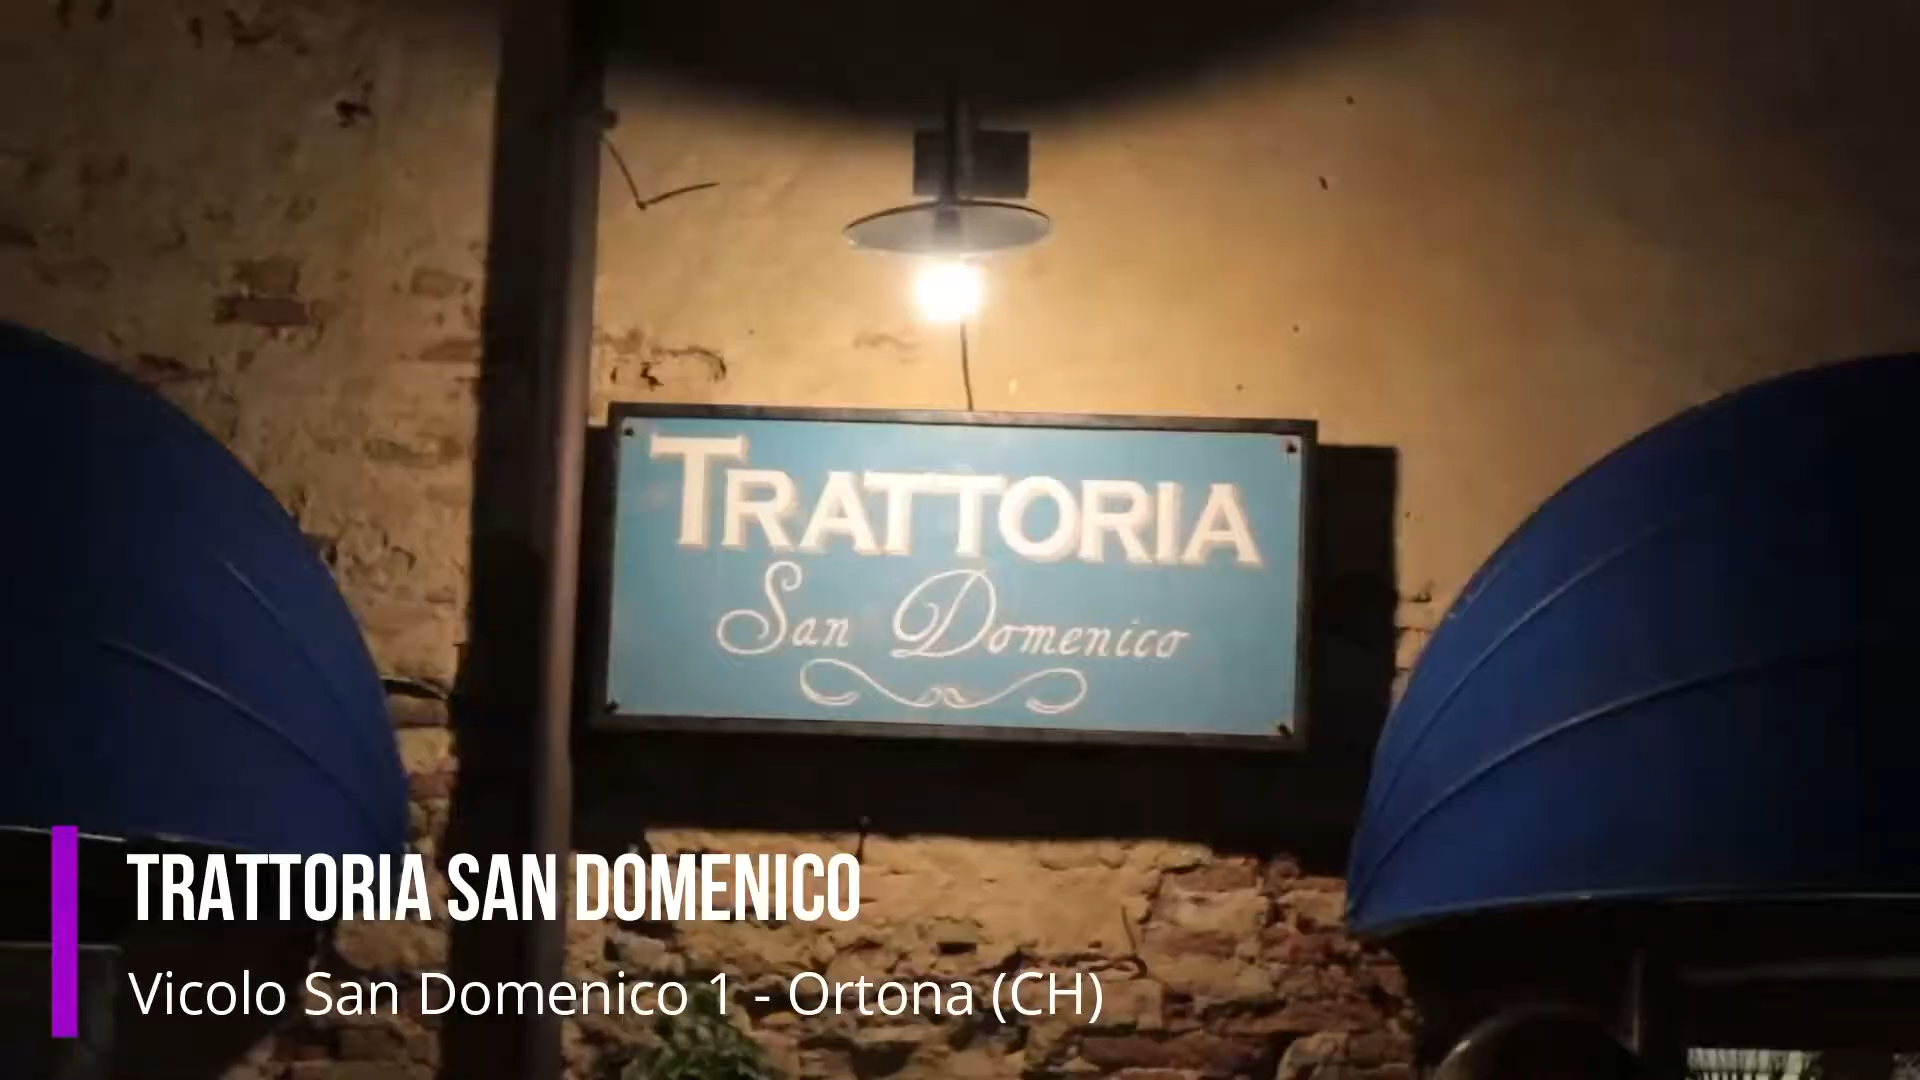 TRATTORIA
San Domenico
TRATTORIA SAN DOMENICO
Vicolo San Domenico 1 - Ortona (CH)